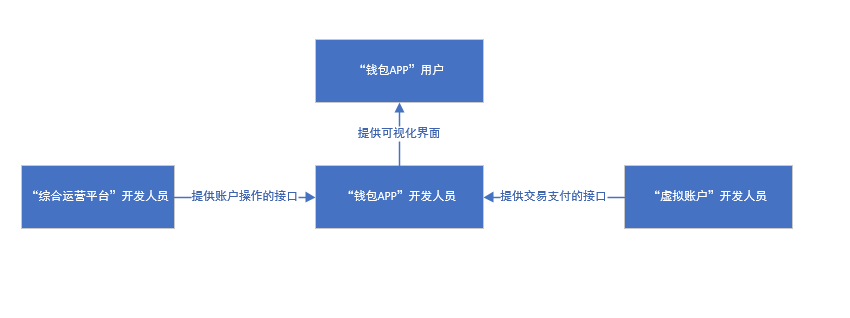 “钱包APP”用户
提供可视化界面
“综合运营平台”开发人员
提供账户操作的接口
“钱包APP”开发人员
提供交易支付的接口
“虚拟账户”开发人员